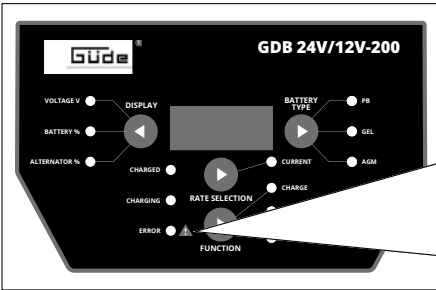 Güde®
GDB 24V/12V-200
VOLTAGE V
DISPLAY
BATTERY TYPE
PB
BATTERY %
GEL
ALTERNATOR %
AGM
CHARGED
CURRENT
CHARGING
RATE SELECTION
CHARGE
ERROR
FUNCTION